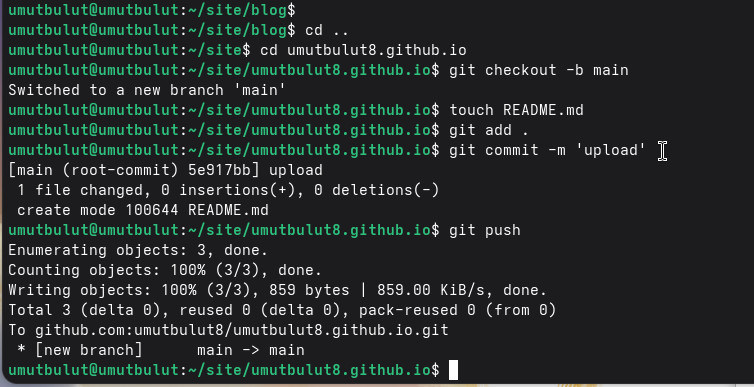 umutbulut@umutbulut:~/site/blog$
umutbulut@umutbulut:~/site/blog$ cd ..
umutbulut@umutbulut:~/site$ cd umutbulut8.github.io
umutbulut@umutbulut:~/site/umutbulut8.github.io$ git checkout -b main
Switched to a new branch 'main'
umutbulut@umutbulut:~/site/umutbulut8.github.io$ touch README.md
umutbulut@umutbulut:~/site/umutbulut8.github.io$ git add .
umutbulut@umutbulut:~/site/umutbulut8.github.io$ git commit -m 'upload'
[main (root-commit) 5e917bb] upload
 1 file changed, 0 insertions(+), 0 deletions(-)
 create mode 100644 README.md
umutbulut@umutbulut:~/site/umutbulut8.github.io$ git push
Enumerating objects: 3, done.
Counting objects: 100% (3/3), done.
Writing objects: 100% (3/3), 859 bytes | 859.00 KiB/s, done.
Total 3 (delta 0), reused 0 (delta 0), pack-reused 0 (from 0)
To github.com:umutbulut8/umutbulut8.github.io.git
 * [new branch]      main -> main
umutbulut@umutbulut:~/site/umutbulut8.github.io$